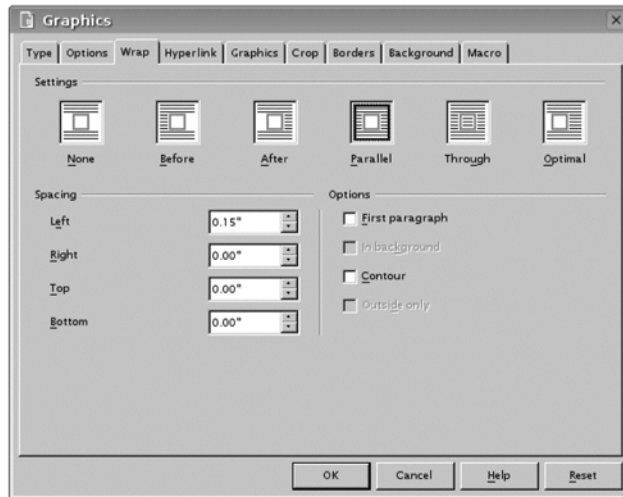 Graphics
Type Options Wrap Hyperlink Graphics Crop Borders Background Macro
Settings
None Before After Parallel Through Optimal
Spacing Options
Left 0.15" First paragraph
Right 0.00" In background
Top 0.00" Contour
Bottom 0.00" Outside only
OK Cancel Help Reset